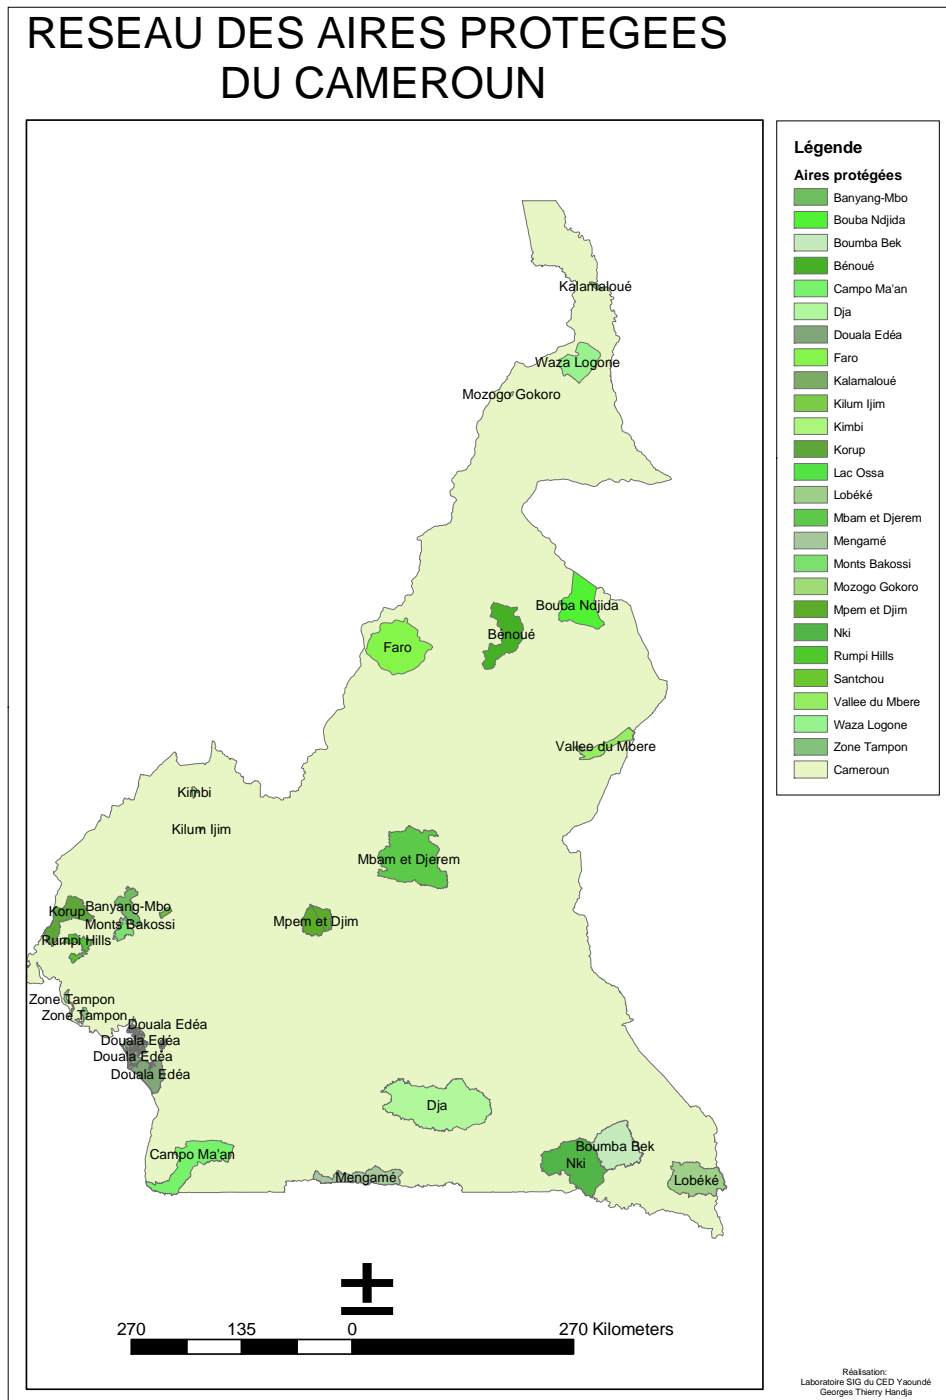 RESEAU DES AIRES PROTEGEES
DU CAMEROUN
Légende
Aires protégées
Banyang-Mbo
Bouba Ndjida
Boumba Bek
Bénoué
Campo Ma'an
Dja
Douala Edéa
Faro
Kalamaloué
Kilum Ijim
Kimbi
Korup
Lac Ossa
Lobéké
Mbam et Djerem
Mengamé
Monts Bakossi
Mozogo Gokoro
Mpem et Djim
Nki
Rumpi Hills
Santchou
Vallee du Mbere
Waza Logone
Zone Tampon
Cameroun
Kalamaloué
Waza Logone
Mozogo Gokoro
Bouba Ndjida
Bénoué
Faro
Vallee du Mbere
Kimbi
Kilum Ijim
Mbam et Djerem
Banyang-Mbo
Korup
Mpem et Djim
Monts Bakossi
Rumpi Hills
Zone Tampon
Zone Tampon
Douala Edéa
Douala Edéa
Douala Edéa
Douala Edéa
Dja
Boumba Bek
Campo Ma'an
Nki
Mengamé
Lobéké
±
270 135 0 270 Kilometers
Réalisation:
Laboratoire SIG du CED Yaoundé
Georges Thierry Handja